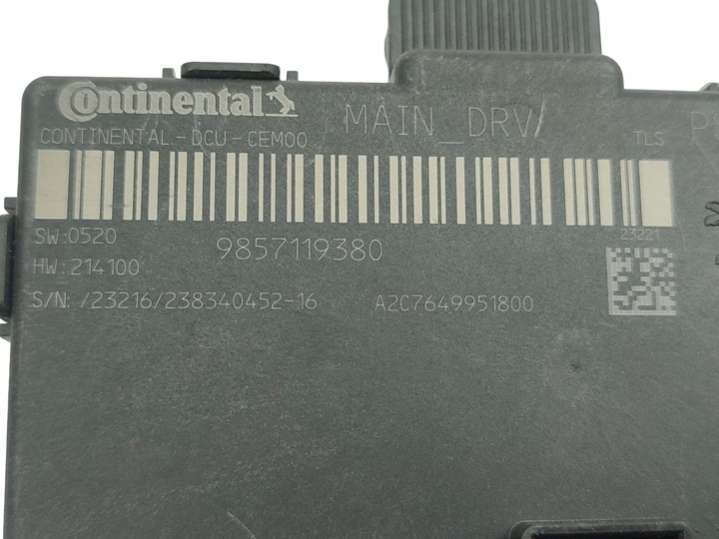 Continental MAIN_DRV/
CONTINENTAL-DCU-CEM00 TLS
23221
SW:0520 9857119380
HW:214100
S/N. /23216/238340452-16 A2C7649951800